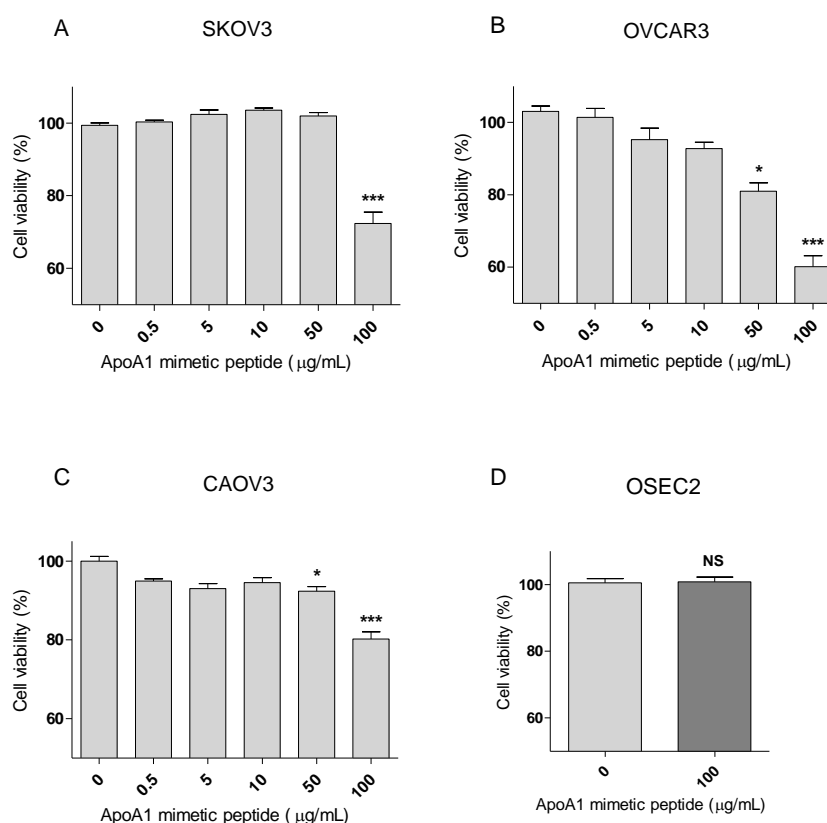 A
SKOV3
Cell viability (%)
100
80
60
***
0 0.5 5 10 50 100
ApoA1 mimetic peptide ( μg/mL)
B
OVCAR3
Cell viability (%)
100
80
60
*
***
0 0.5 5 10 50 100
ApoA1 mimetic peptide ( μg/mL)
C
CAOV3
Cell viability (%)
100
80
60
*
***
0 0.5 5 10 50 100
ApoA1 mimetic peptide ( μg/mL)
D
OSEC2
Cell viability (%)
100
80
60
NS
0 100
ApoA1 mimetic peptide (μg/mL)